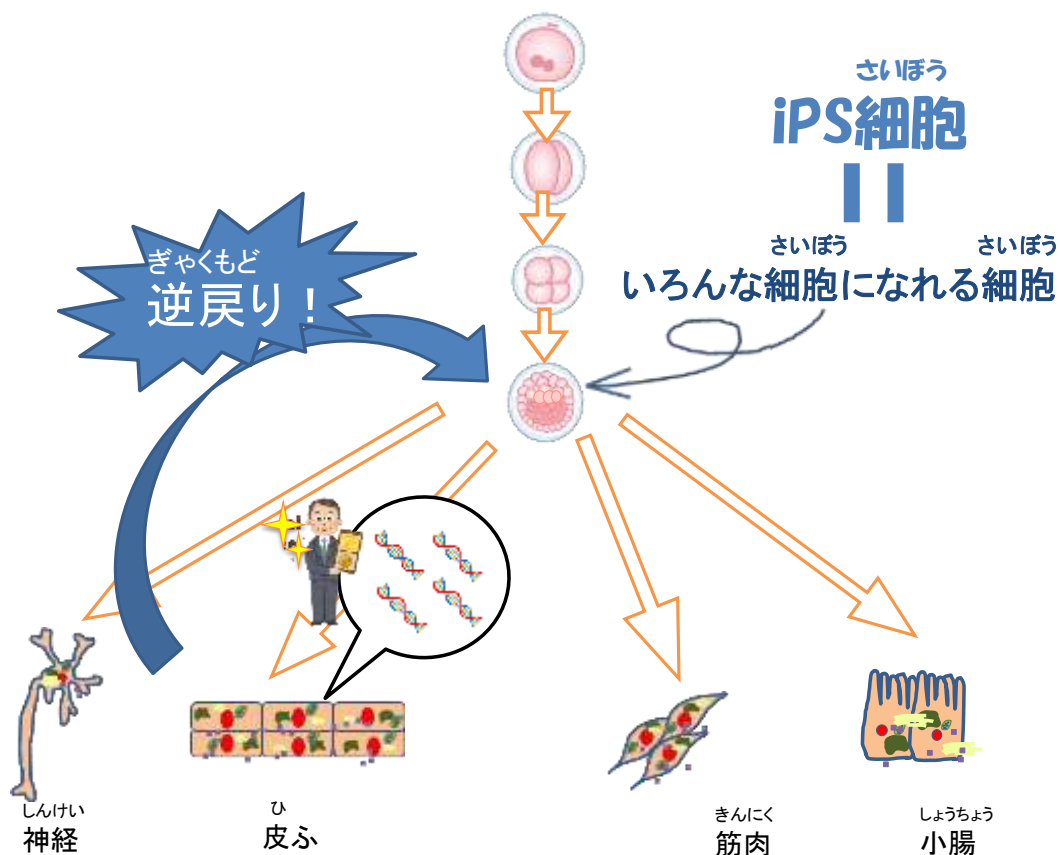 さいぼう
iPS細胞
さいぼう さいぼう
いろんな細胞になれる細胞
ぎゃくもど
逆戻り！
しんけい
神経
ひ
皮ふ
きんにく
筋肉
しょうちょう
小腸